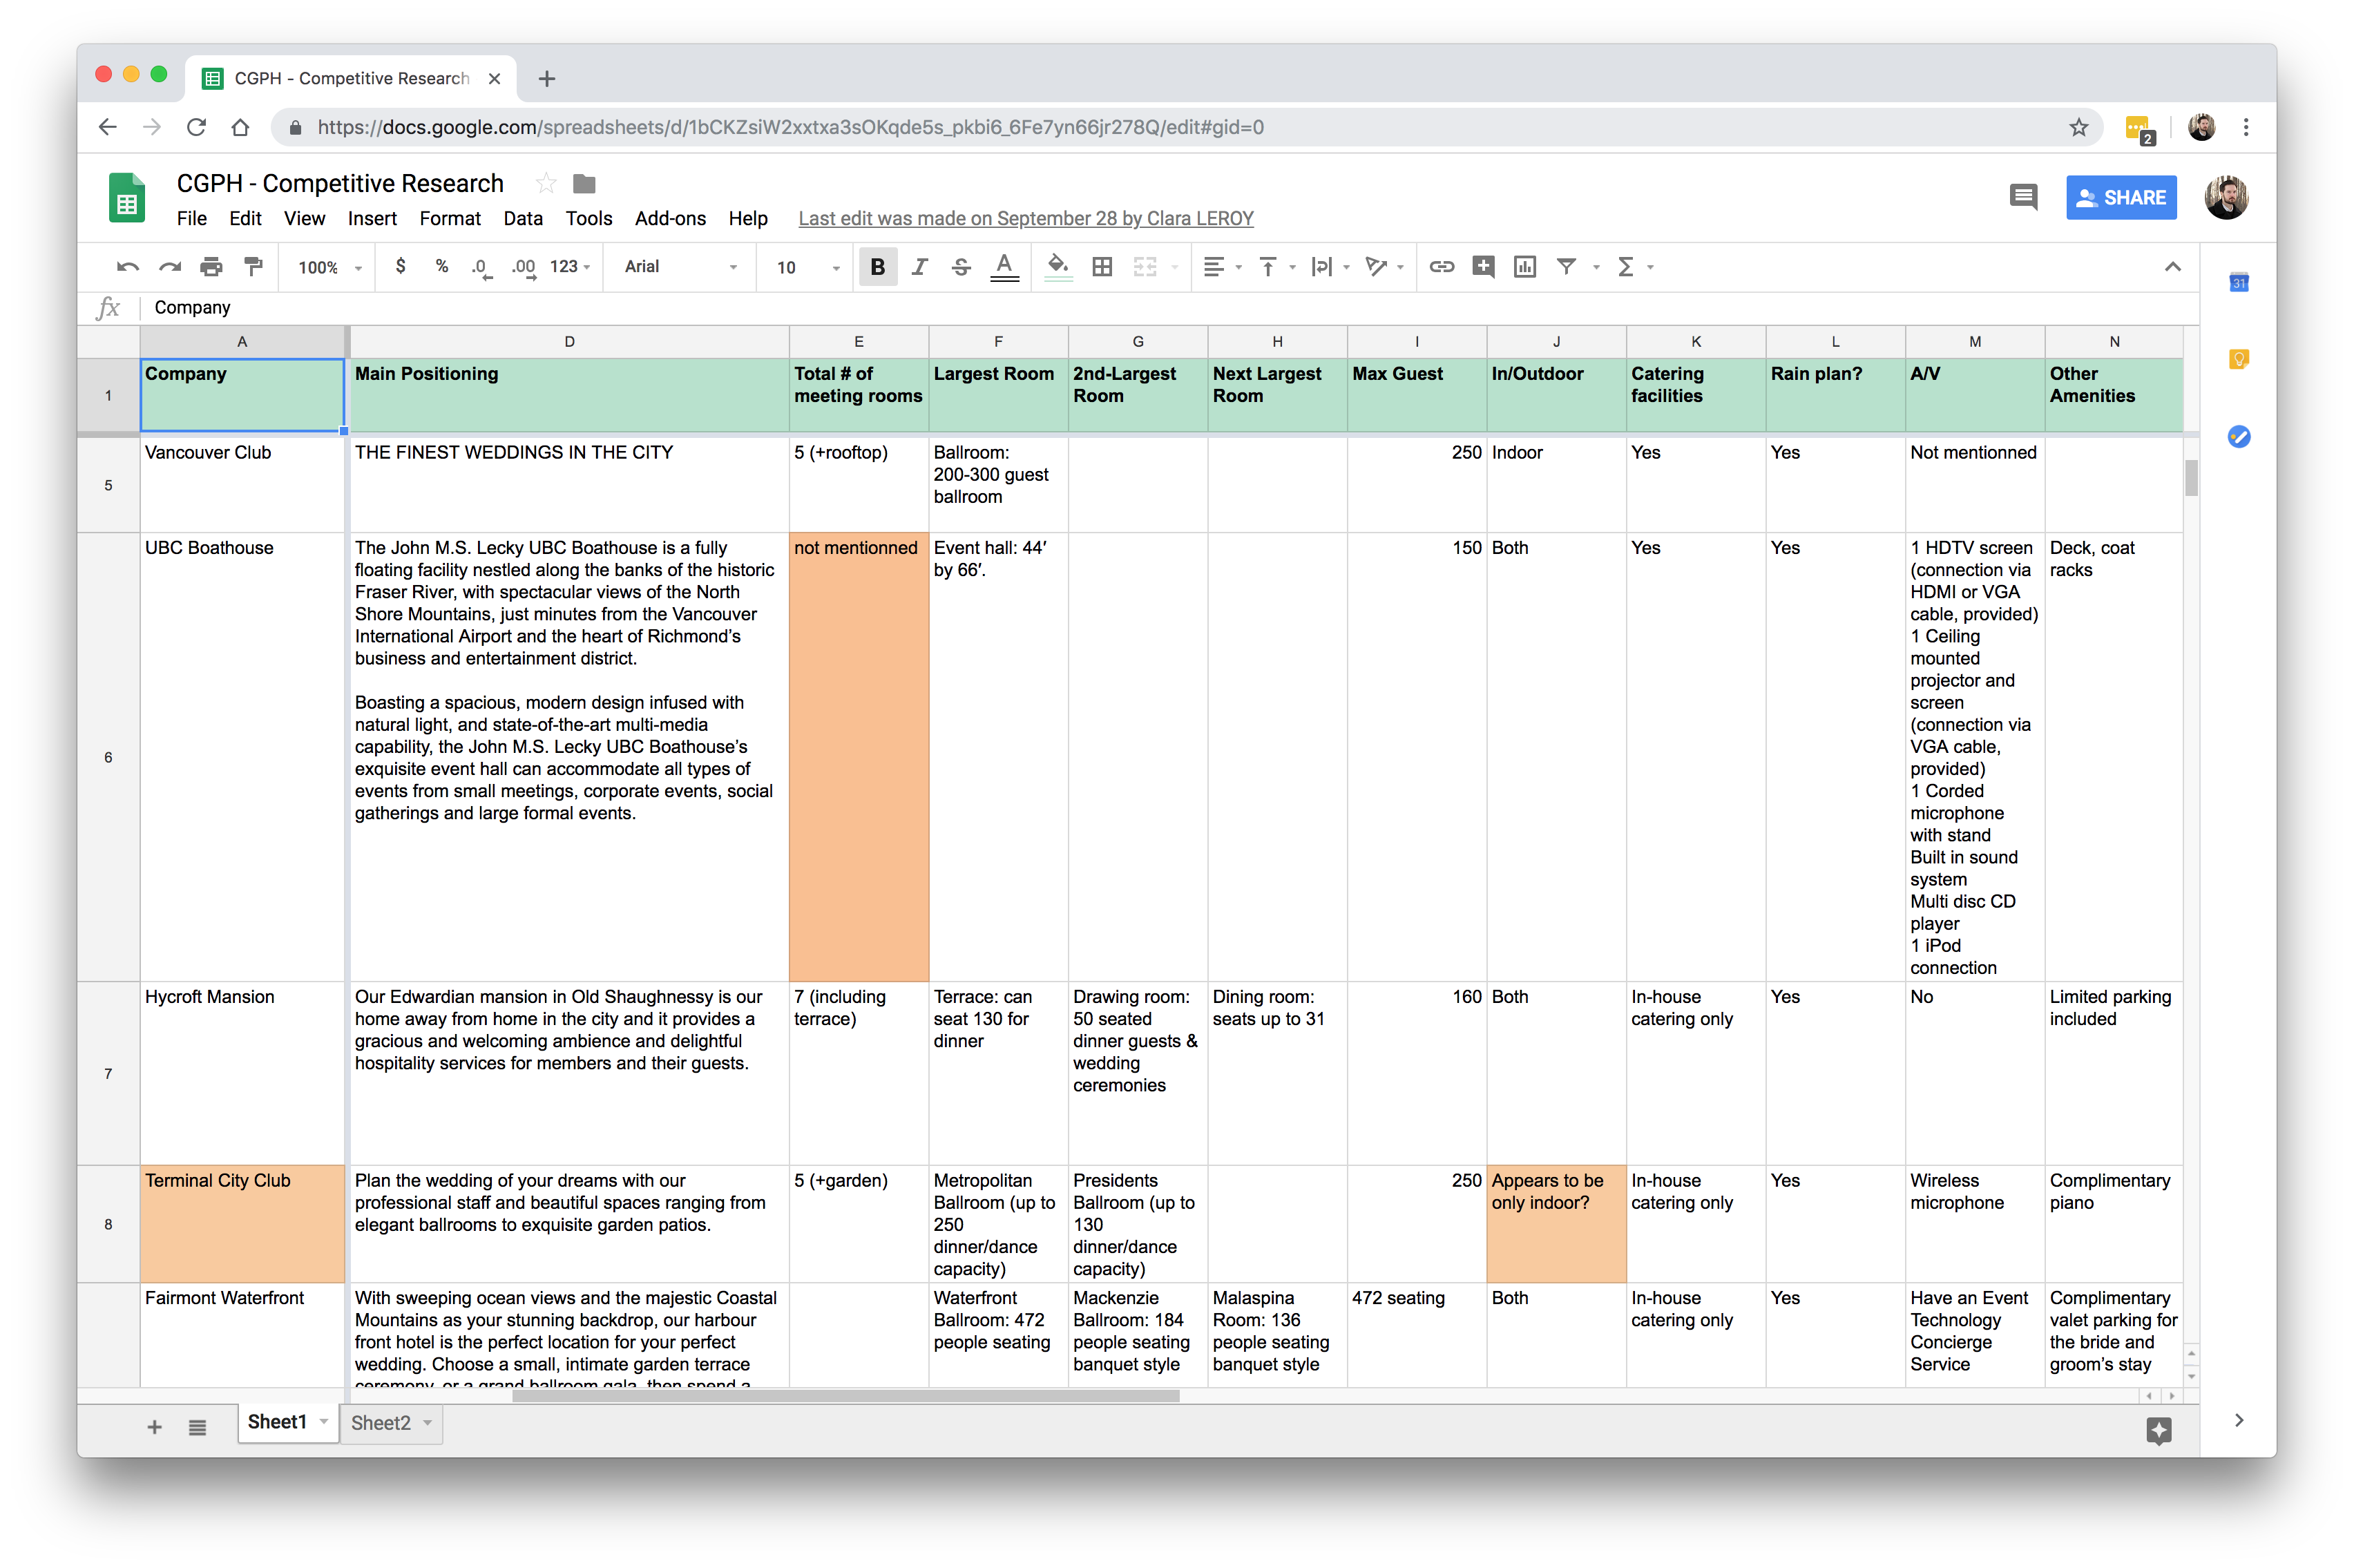 CGPH - Competitive Research
https://docs.google.com/spreadsheets/d/1bCKZsiW2xxtxa3sOKqde5s_pkbi6_6Fe7yn66jr278Q/edit#gid=0
2
CGPH - Competitive Research
File Edit View Insert Format Data Tools Add-ons Help Last edit was made on September 28 by Clara LEROY
SHARE
100% $ % .0 .00 123 Arial 10 B I S A
31
fx Company
A D E F G H I J K L M N
1
Company
Main Positioning
Total # of
meeting rooms
Largest Room
2nd-Largest
Room
Next Largest
Room
Max Guest
In/Outdoor
Catering
facilities
Rain plan?
A/V
Other
Amenities
5
Vancouver Club
THE FINEST WEDDINGS IN THE CITY
5 (+rooftop)
Ballroom:
200-300 guest
ballroom
250
Indoor
Yes
Yes
Not mentionned
6
UBC Boathouse
The John M.S. Lecky UBC Boathouse is a fully
floating facility nestled along the banks of the historic
Fraser River, with spectacular views of the North
Shore Mountains, just minutes from the Vancouver
International Airport and the heart of Richmond’s
business and entertainment district.
Boasting a spacious, modern design infused with
natural light, and state-of-the-art multi-media
capability, the John M.S. Lecky UBC Boathouse’s
exquisite event hall can accommodate all types of
events from small meetings, corporate events, social
gatherings and large formal events.
not mentionned
Event hall: 44′
by 66′.
150
Both
Yes
Yes
1 HDTV screen
(connection via
HDMI or VGA
cable, provided)
1 Ceiling
mounted
projector and
screen
(connection via
VGA cable,
provided)
1 Corded
microphone
with stand
Built in sound
system
Multi disc CD
player
1 iPod
connection
Deck, coat
racks
7
Hycroft Mansion
Our Edwardian mansion in Old Shaughnessy is our
home away from home in the city and it provides a
gracious and welcoming ambience and delightful
hospitality services for members and their guests.
7 (including
terrace)
Terrace: can
seat 130 for
dinner
Drawing room:
50 seated
dinner guests &
wedding
ceremonies
Dining room:
seats up to 31
160
Both
In-house
catering only
Yes
No
Limited parking
included
8
Terminal City Club
Plan the wedding of your dreams with our
professional staff and beautiful spaces ranging from
elegant ballrooms to exquisite garden patios.
5 (+garden)
Metropolitan
Ballroom (up to
250
dinner/dance
capacity)
Presidents
Ballroom (up to
130
dinner/dance
capacity)
250
Appears to be
only indoor?
In-house
catering only
Yes
Wireless
microphone
Complimentary
piano
Fairmont Waterfront
With sweeping ocean views and the majestic Coastal
Mountains as your stunning backdrop, our harbour
front hotel is the perfect location for your perfect
wedding. Choose a small, intimate garden terrace
ceremony, or a grand ballroom gala, then spend a
Waterfront
Ballroom: 472
people seating
Mackenzie
Ballroom: 184
people seating
banquet style
Malaspina
Room: 136
people seating
banquet style
472 seating
Both
In-house
catering only
Yes
Have an Event
Technology
Concierge
Service
Complimentary
valet parking for
the bride and
groom’s stay
Sheet1 Sheet2